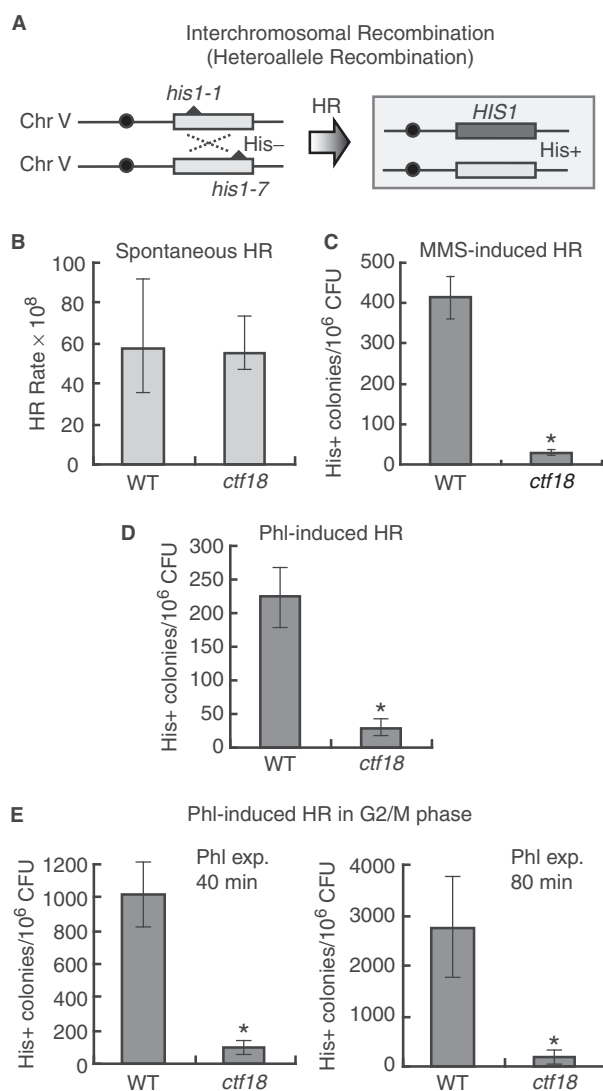 A
Interchromosomal Recombination
(Heteroallele Recombination)
his1-1
Chr V
His–
Chr V
his1-7
HR
HIS1
His+
B
Spontaneous HR
HR Rate × 10⁸
100
80
60
40
20
0
WT
ctf18
C
MMS-induced HR
His+ colonies/10⁶ CFU
500
400
300
200
100
0
*
WT
ctf18
D
Phl-induced HR
His+ colonies/10⁶ CFU
300
250
200
150
100
50
0
*
WT
ctf18
E
Phl-induced HR in G2/M phase
His+ colonies/10⁶ CFU
1200
1000
800
600
400
200
0
Phl exp.
40 min
*
WT
ctf18
His+ colonies/10⁶ CFU
4000
3000
2000
1000
0
Phl exp.
80 min
*
WT
ctf18